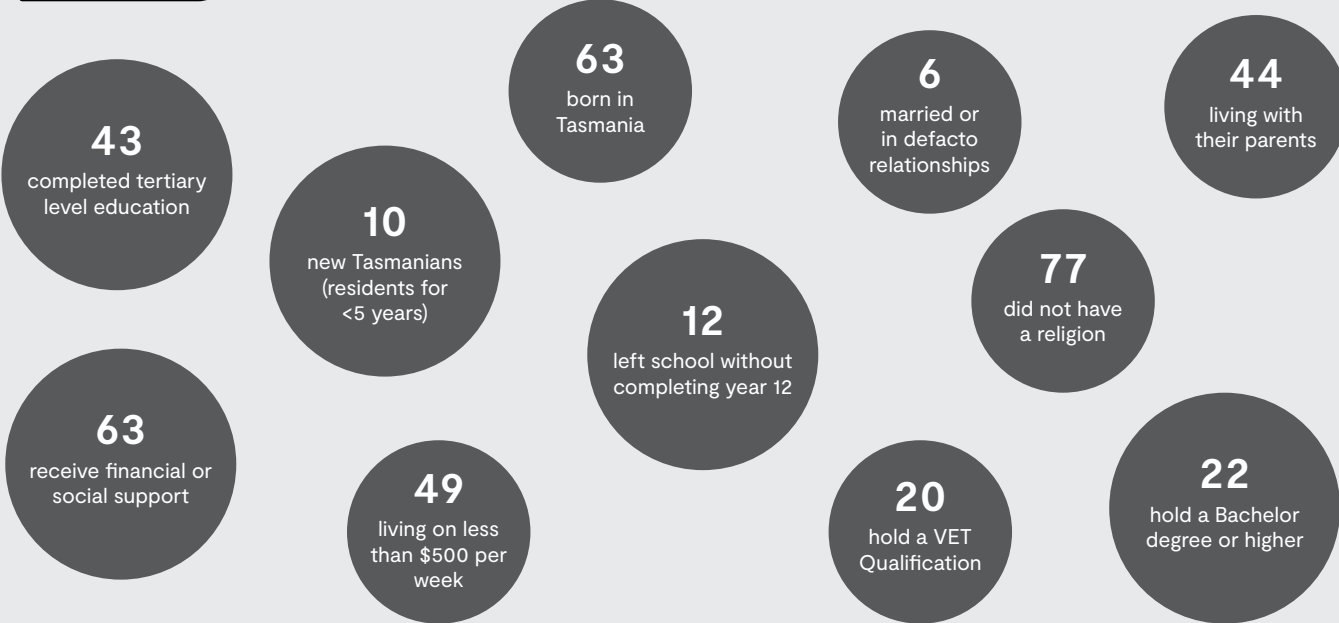 63
born in
Tasmania
6
married or
in defacto
relationships
44
living with
their parents
43
completed tertiary
level education
10
new Tasmanians
(residents for
<5 years)
77
did not have
a religion
12
left school without
completing year 12
63
receive financial or
social support
49
living on less
than $500 per
week
20
hold a VET
Qualification
22
hold a Bachelor
degree or higher